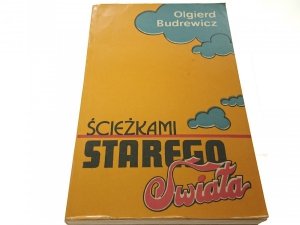 Olgierd
Budrewicz
ŚCIEŻKAMI
STAREGO
Świata